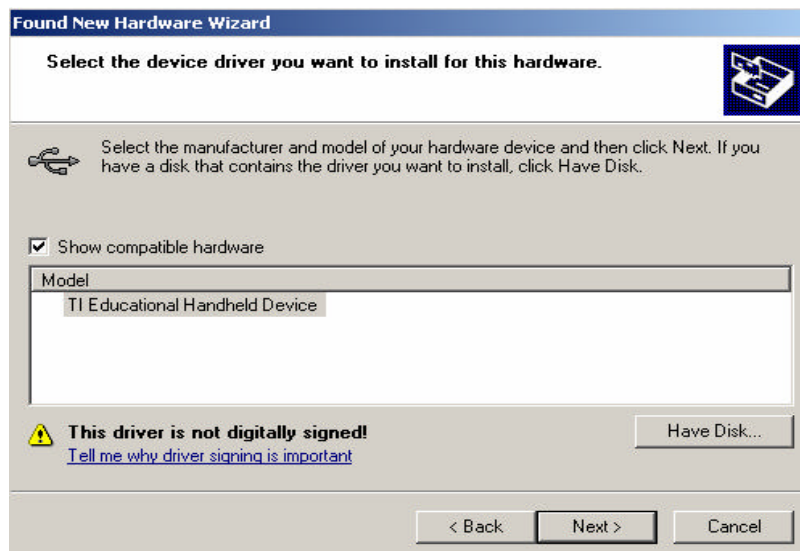 Found New Hardware Wizard
Select the device driver you want to install for this hardware.
Select the manufacturer and model of your hardware device and then click Next. If you
have a disk that contains the driver you want to install, click Have Disk.
Show compatible hardware
Model
TI Educational Handheld Device
This driver is not digitally signed!
Tell me why driver signing is important
Have Disk...
< Back
Next >
Cancel